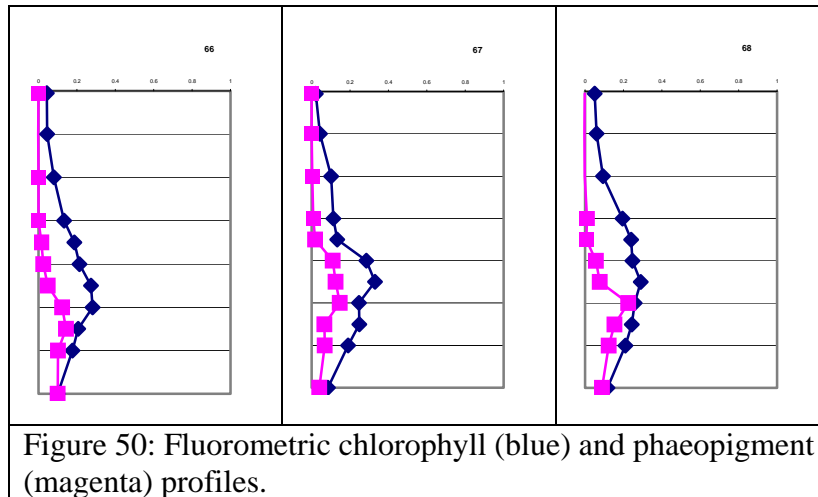 66
0 0.2 0.4 0.6 0.8 1
67
0 0.2 0.4 0.6 0.8 1
68
0 0.2 0.4 0.6 0.8 1
Figure 50: Fluorometric chlorophyll (blue) and phaeopigment
(magenta) profiles.